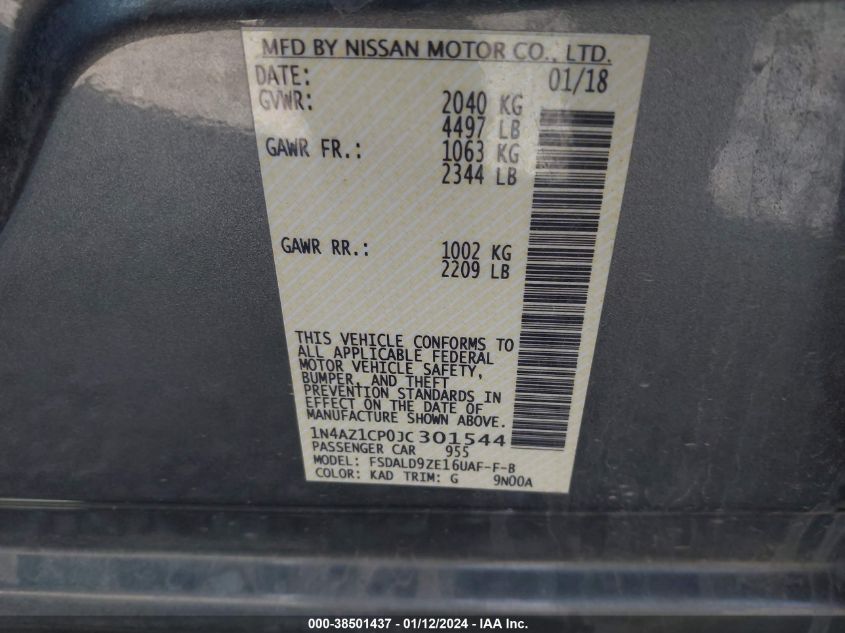 MFD BY NISSAN MOTOR CO., LTD.
DATE: 01/18
GVWR: 2040 KG
4497 LB
GAWR FR.: 1063 KG
2344 LB
GAWR RR.: 1002 KG
2209 LB
THIS VEHICLE CONFORMS TO
ALL APPLICABLE FEDERAL
MOTOR VEHICLE SAFETY,
BUMPER, AND THEFT
PREVENTION STANDARDS IN
EFFECT ON THE DATE OF
MANUFACTURE SHOWN ABOVE.
1N4AZ1CP0JC301544
PASSENGER CAR 955
MODEL: FSDALD9ZE16UAF-F-B
COLOR: KAD TRIM: G 9N00A
000-38501437 - 01/12/2024 - IAA Inc.